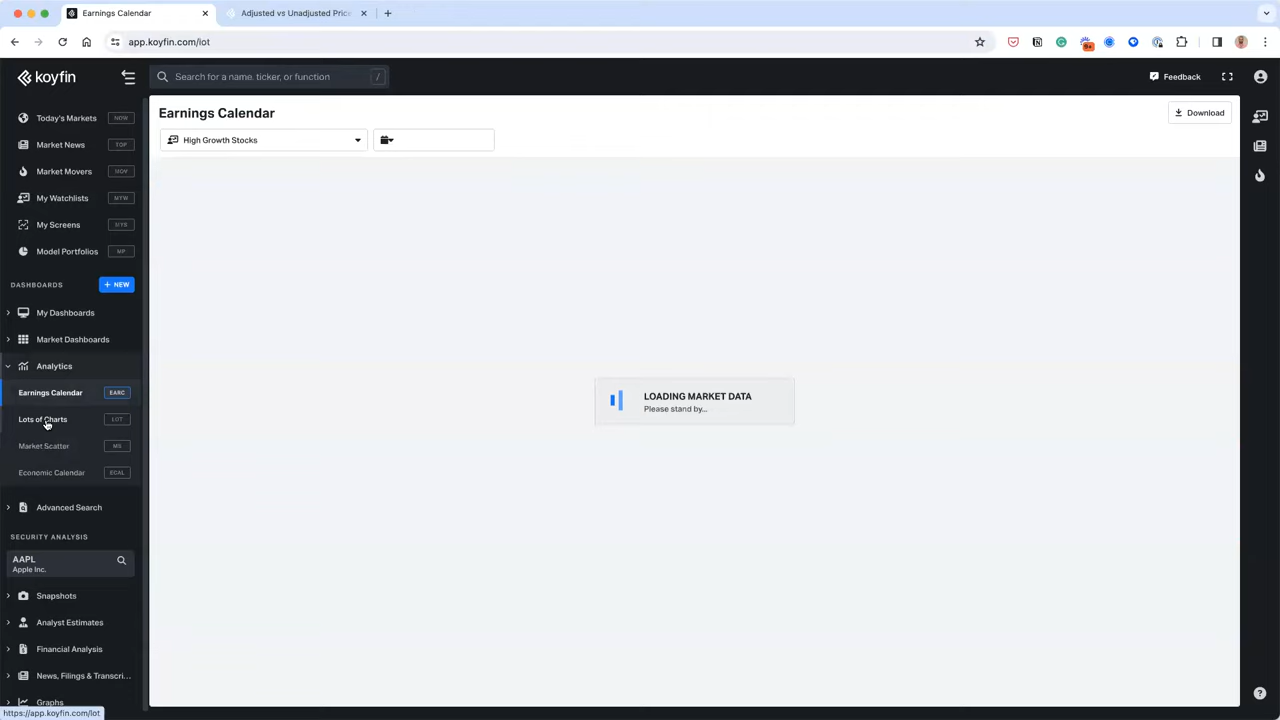 Earnings Calendar
Adjusted vs Unadjusted Price
app.koyfin.com/lot
9+
koyfin
Search for a name, ticker, or function
/
Feedback
Today's Markets
NOW
Market News
TOP
Market Movers
MOV
My Watchlists
MYW
My Screens
MYS
Model Portfolios
MP
DASHBOARDS
+ NEW
My Dashboards
Market Dashboards
Analytics
Earnings Calendar
EARC
Lots of Charts
LOT
Market Scatter
MS
Economic Calendar
ECAL
Advanced Search
SECURITY ANALYSIS
AAPL
Apple Inc.
Snapshots
Analyst Estimates
Financial Analysis
News, Filings & Transcri...
Graphs
https://app.koyfin.com/lot
Earnings Calendar
Download
High Growth Stocks
LOADING MARKET DATA
Please stand by...
?